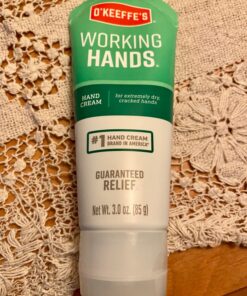 O'KEEFFE'S
WORKING
HANDS.
HAND
CREAM
for extremely dry,
cracked hands
#1 HAND CREAM
BRAND IN AMERICA*
GUARANTEED
RELIEF
Net Wt. 3.0 oz. (85 g)